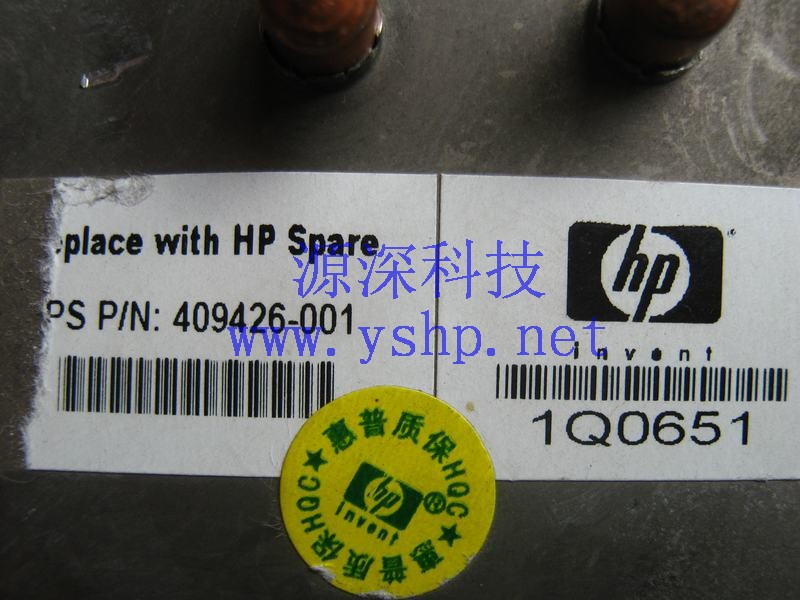 eplace with HP Spare
PS P/N: 409426-001
hp
invent
1Q0651
源深科技
www.yshp.net
惠普质保HQC★惠普质保HQC★
hp
invent